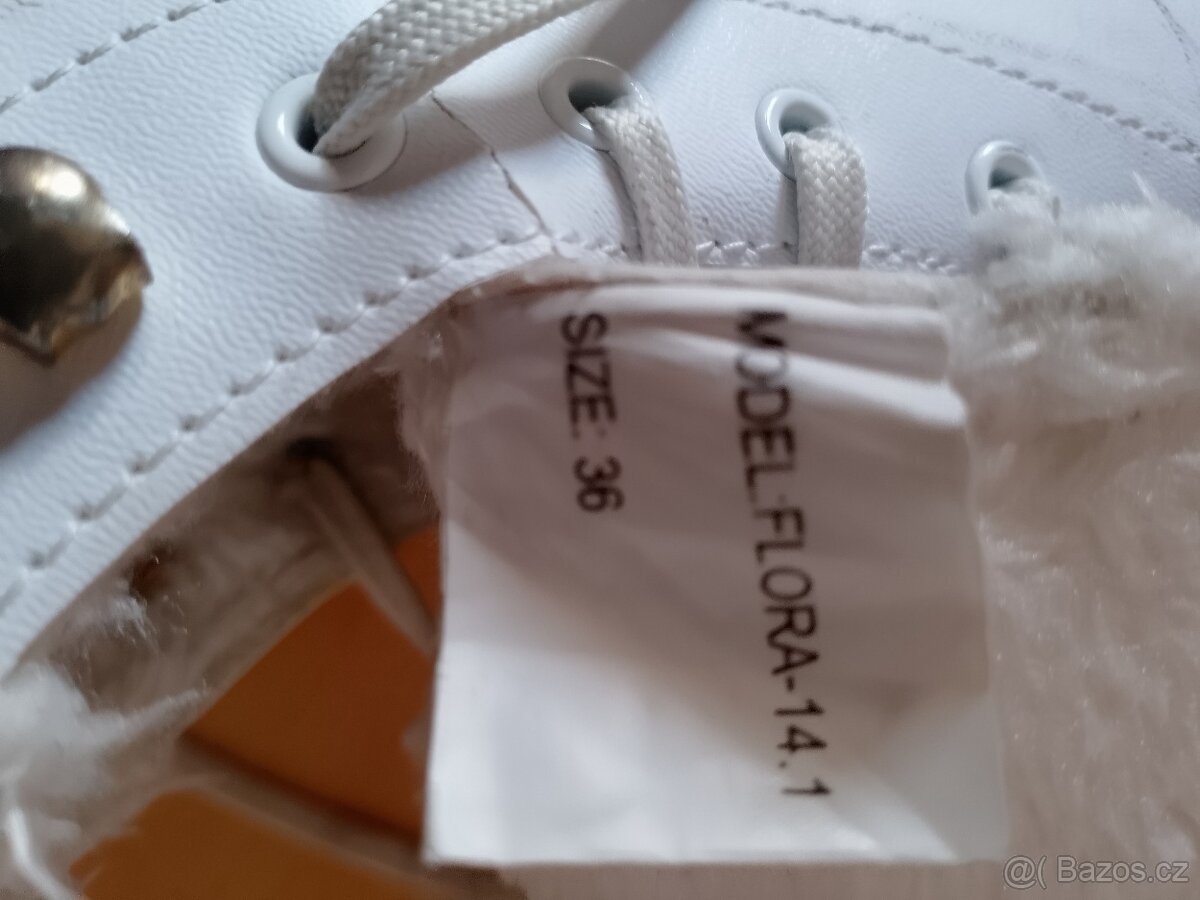 MODEL:FLORA-14.1
SIZE: 36
@( Bazos.cz